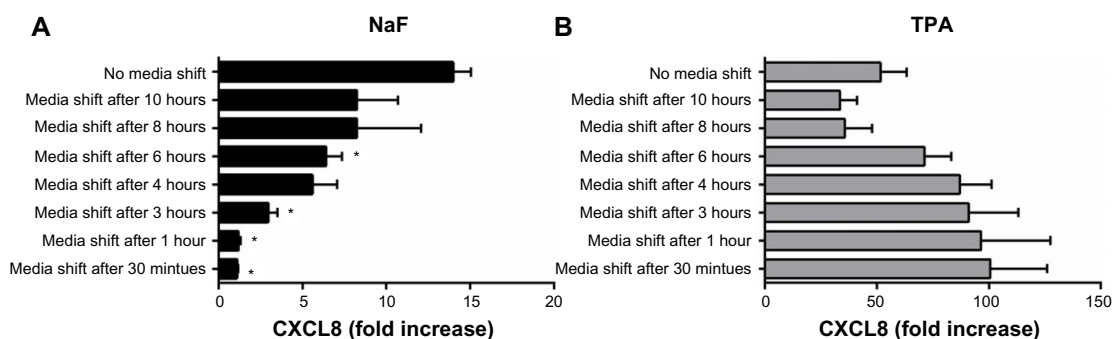 A
NaF
No media shift
Media shift after 10 hours
Media shift after 8 hours
Media shift after 6 hours
*
Media shift after 4 hours
Media shift after 3 hours
*
Media shift after 1 hour
*
Media shift after 30 mintues
*
0 5 10 15 20
CXCL8 (fold increase)
B
TPA
No media shift
Media shift after 10 hours
Media shift after 8 hours
Media shift after 6 hours
Media shift after 4 hours
Media shift after 3 hours
Media shift after 1 hour
Media shift after 30 mintues
0 50 100 150
CXCL8 (fold increase)